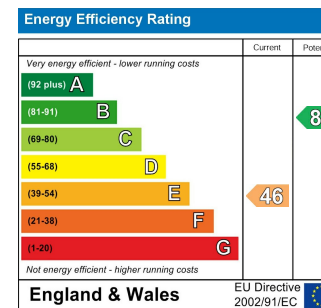 Energy Efficiency Rating
Current
Very energy efficient - lower running costs
(92 plus) A
(81-91) B
8
(69-80) C
(55-68) D
(39-54) E
46
(21-38) F
(1-20) G
Not energy efficient - higher running costs
England & Wales
EU Directive
2002/91/EC